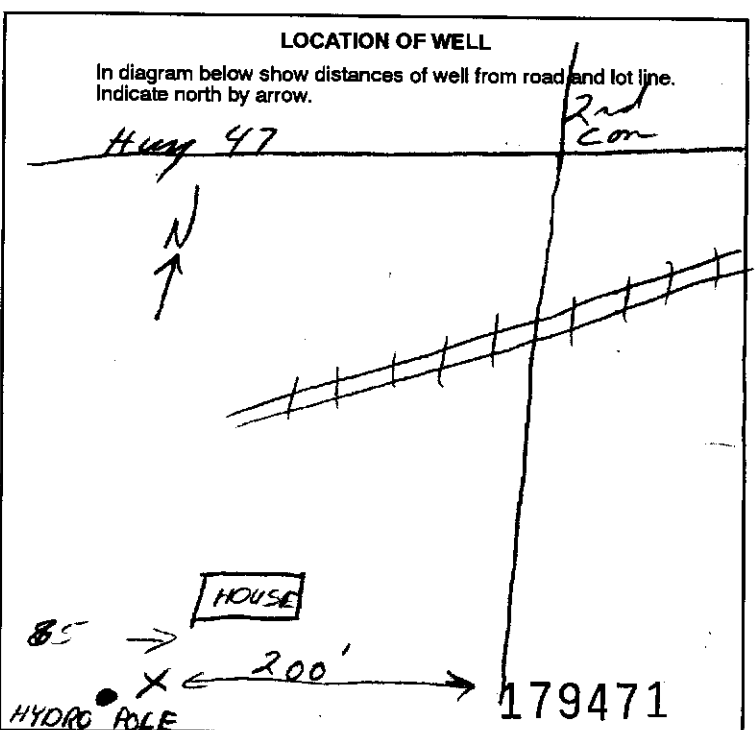 LOCATION OF WELL
In diagram below show distances of well from road and lot line.
Indicate north by arrow.
Hwy 47
2nd
con
N
HOUSE
85
200'
HYDRO POLE
179471